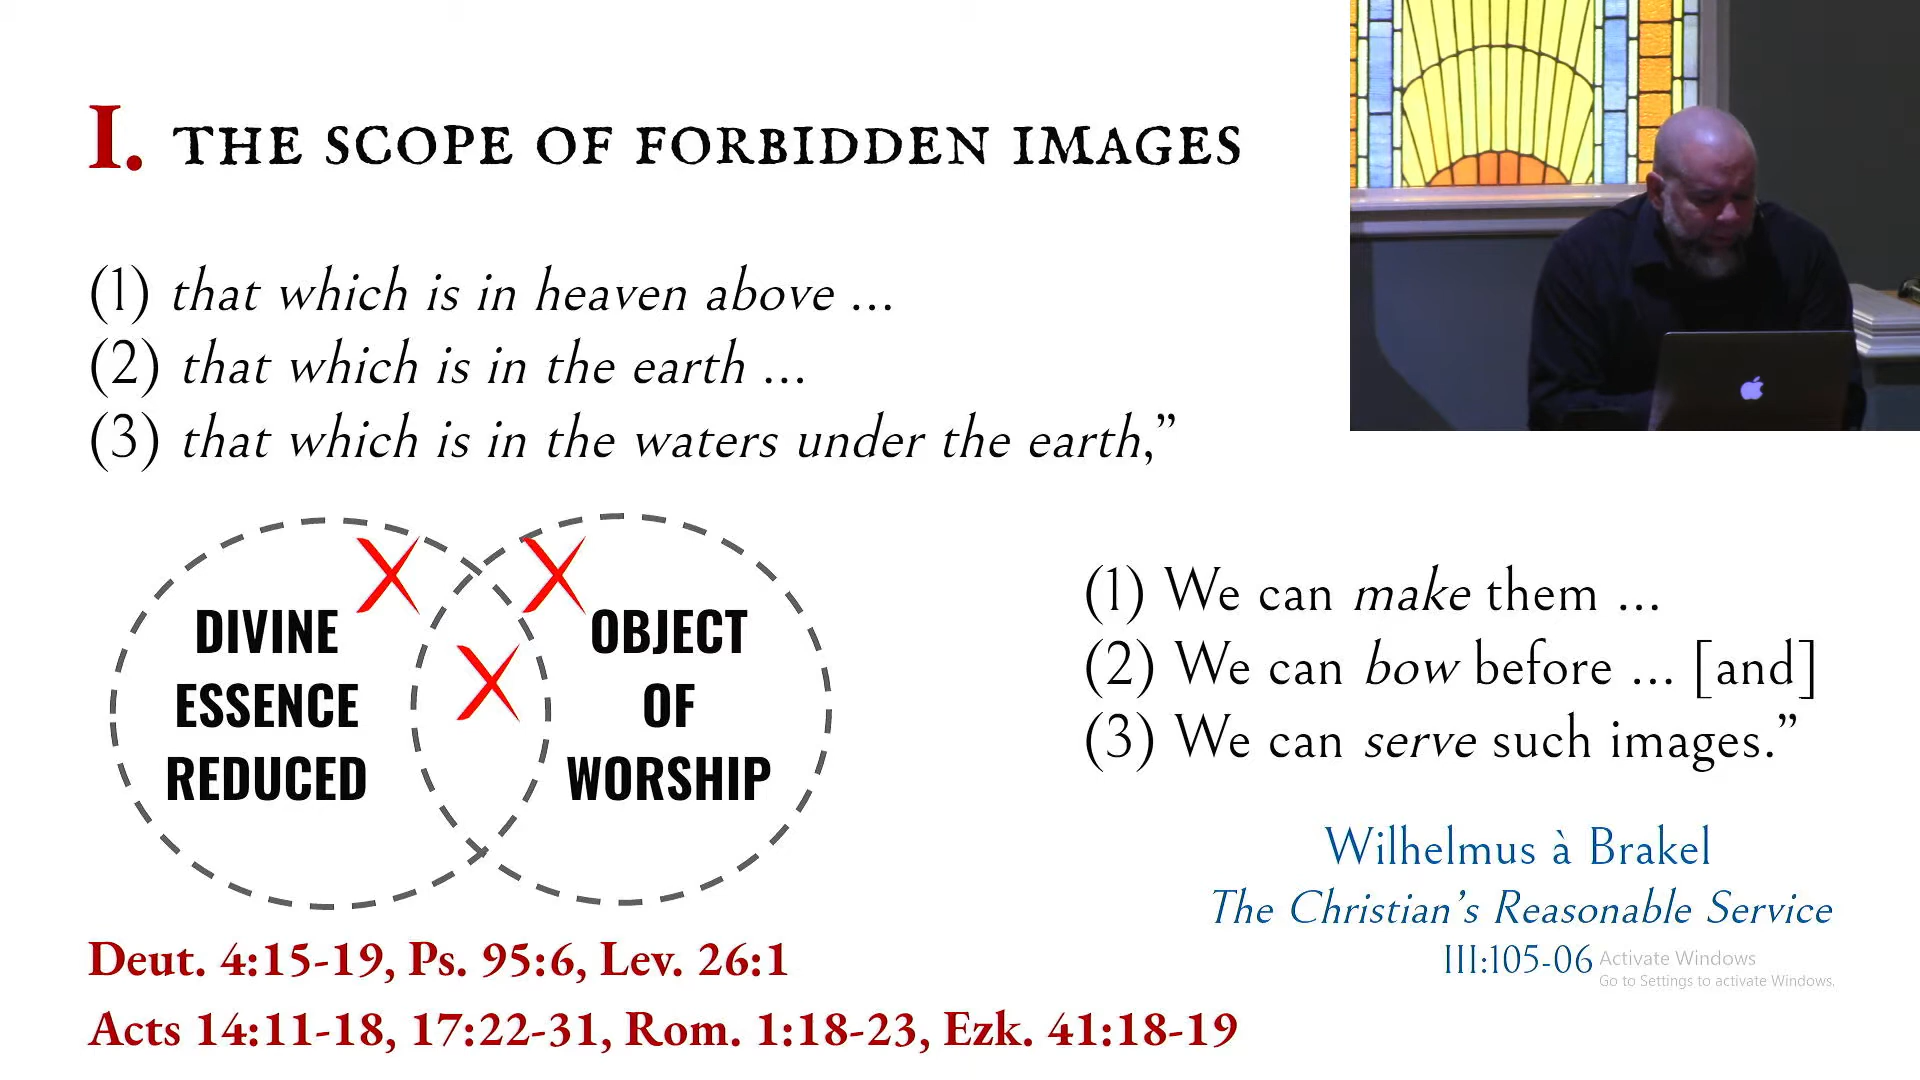 I. THE SCOPE OF FORBIDDEN IMAGES
(1) that which is in heaven above ...
(2) that which is in the earth ...
(3) that which is in the waters under the earth,”
DIVINE
ESSENCE
REDUCED
OBJECT
OF
WORSHIP
(1) We can make them ...
(2) We can bow before ... [and]
(3) We can serve such images.”
Wilhelmus à Brakel
The Christian’s Reasonable Service
III:105-06
Activate Windows
Go to Settings to activate Windows.
Deut. 4:15-19, Ps. 95:6, Lev. 26:1
Acts 14:11-18, 17:22-31, Rom. 1:18-23, Ezk. 41:18-19